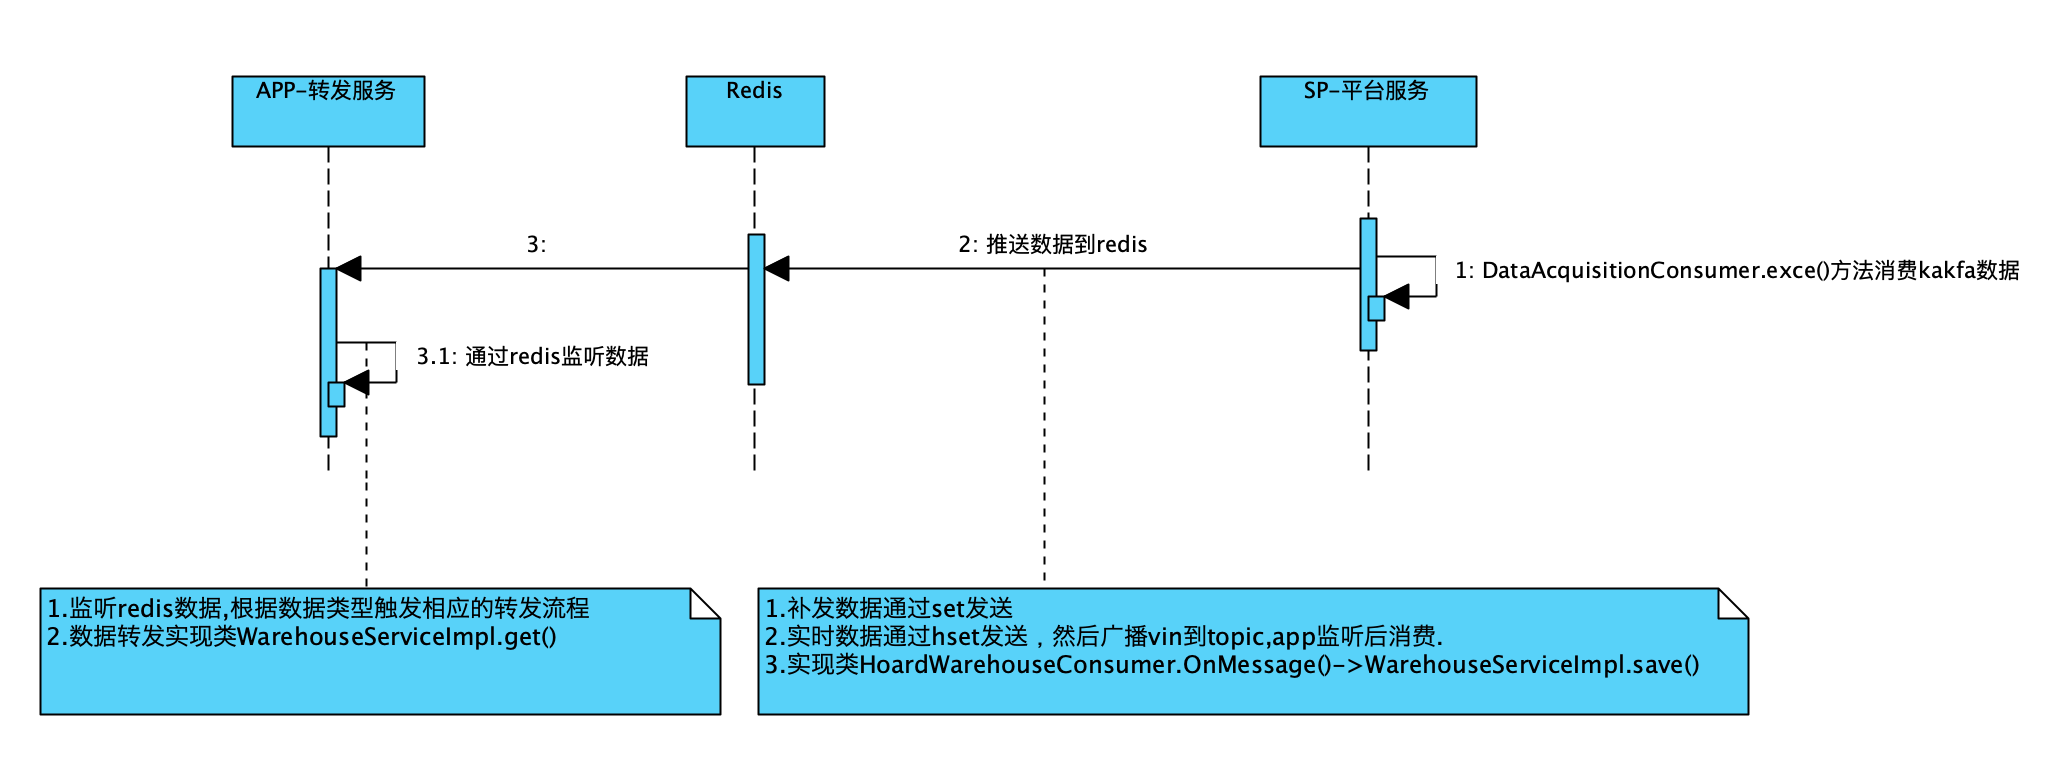 APP-转发服务
Redis
SP-平台服务
3:
2: 推送数据到redis
1: DataAcquisitionConsumer.exce()方法消费kakfa数据
3.1: 通过redis监听数据
1.监听redis数据,根据数据类型触发相应的转发流程
2.数据转发实现类WarehouseServiceImpl.get()
1.补发数据通过set发送
2.实时数据通过hset发送，然后广播vin到topic,app监听后消费.
3.实现类HoardWarehouseConsumer.OnMessage()->WarehouseServiceImpl.save()